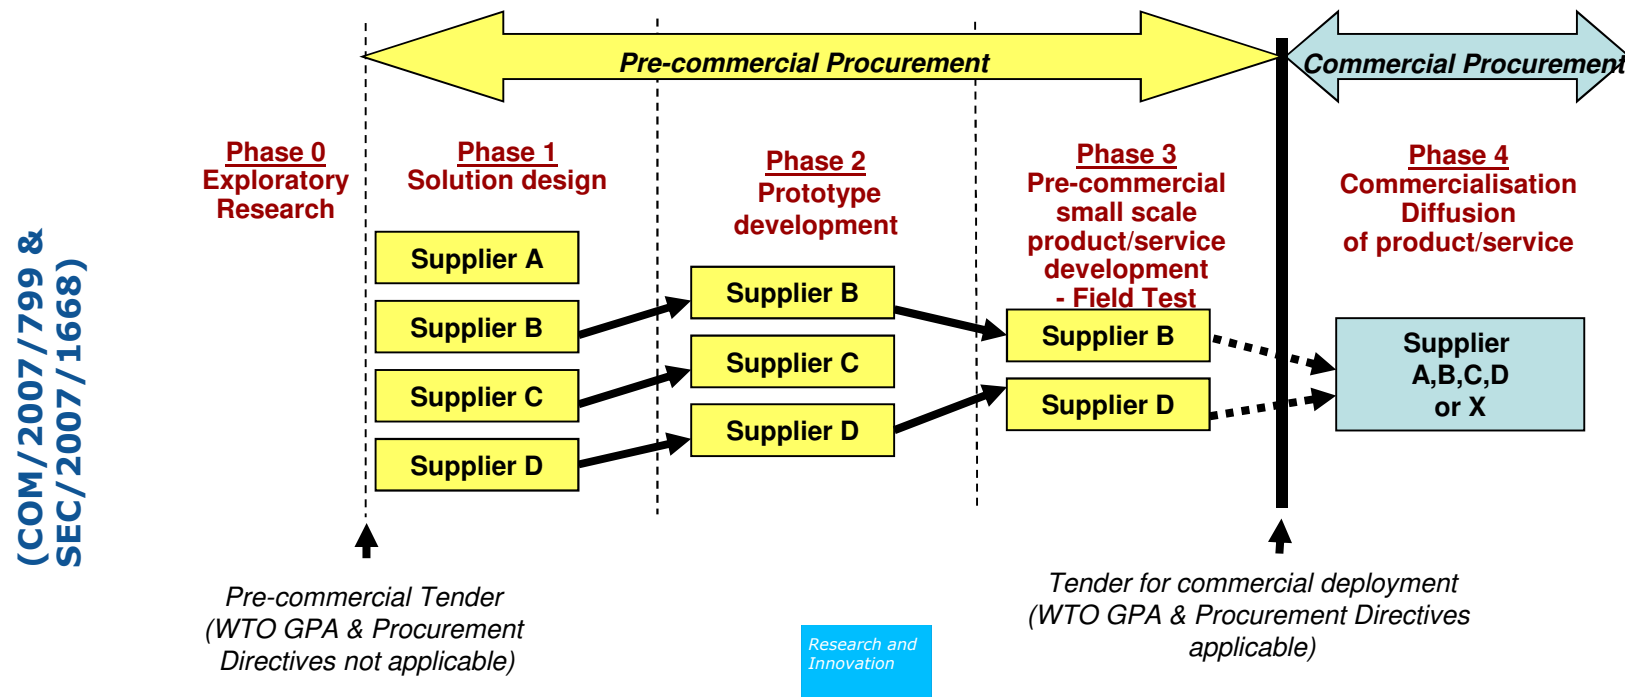 Pre-commercial Procurement
Commercial Procurement
(COM/2007/799 &
SEC/2007/1668)
Phase 0
Exploratory
Research
Phase 1
Solution design
Phase 2
Prototype
development
Phase 3
Pre-commercial
small scale
product/service
development
- Field Test
Phase 4
Commercialisation
Diffusion
of product/service
Supplier A
Supplier B
Supplier C
Supplier D
Supplier B
Supplier C
Supplier D
Supplier B
Supplier D
Supplier
A,B,C,D
or X
Pre-commercial Tender
(WTO GPA & Procurement
Directives not applicable)
Tender for commercial deployment
(WTO GPA & Procurement Directives
applicable)
Research and
Innovation